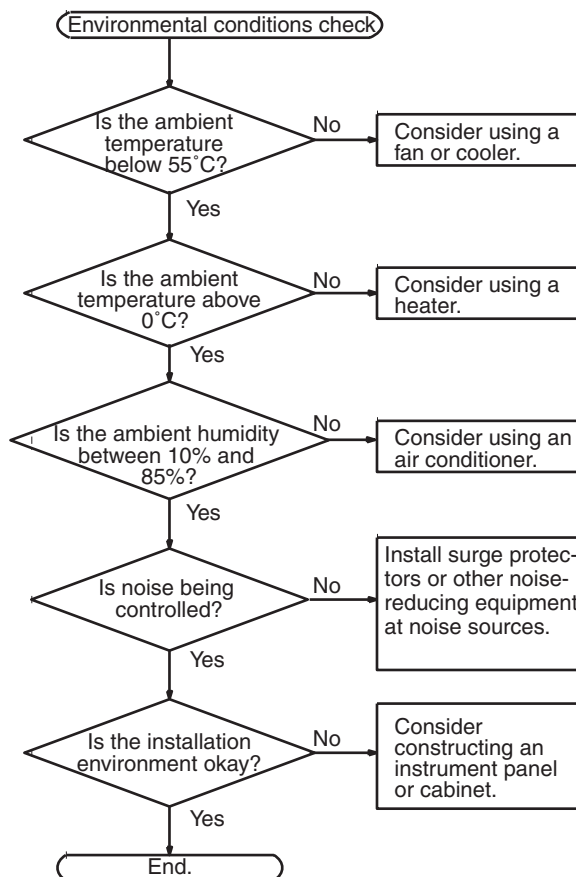 Environmental conditions check
Is the ambient
temperature
below 55˚C?
No
Consider using a
fan or cooler.
Yes
Is the ambient
temperature above
0˚C?
No
Consider using a
heater.
Yes
Is the ambient humidity
between 10% and
85%?
No
Consider using an
air conditioner.
Yes
Is noise being
controlled?
No
Install surge protec-
tors or other noise-
reducing equipment
at noise sources.
Yes
Is the installation
environment okay?
No
Consider
constructing an
instrument panel
or cabinet.
Yes
End.